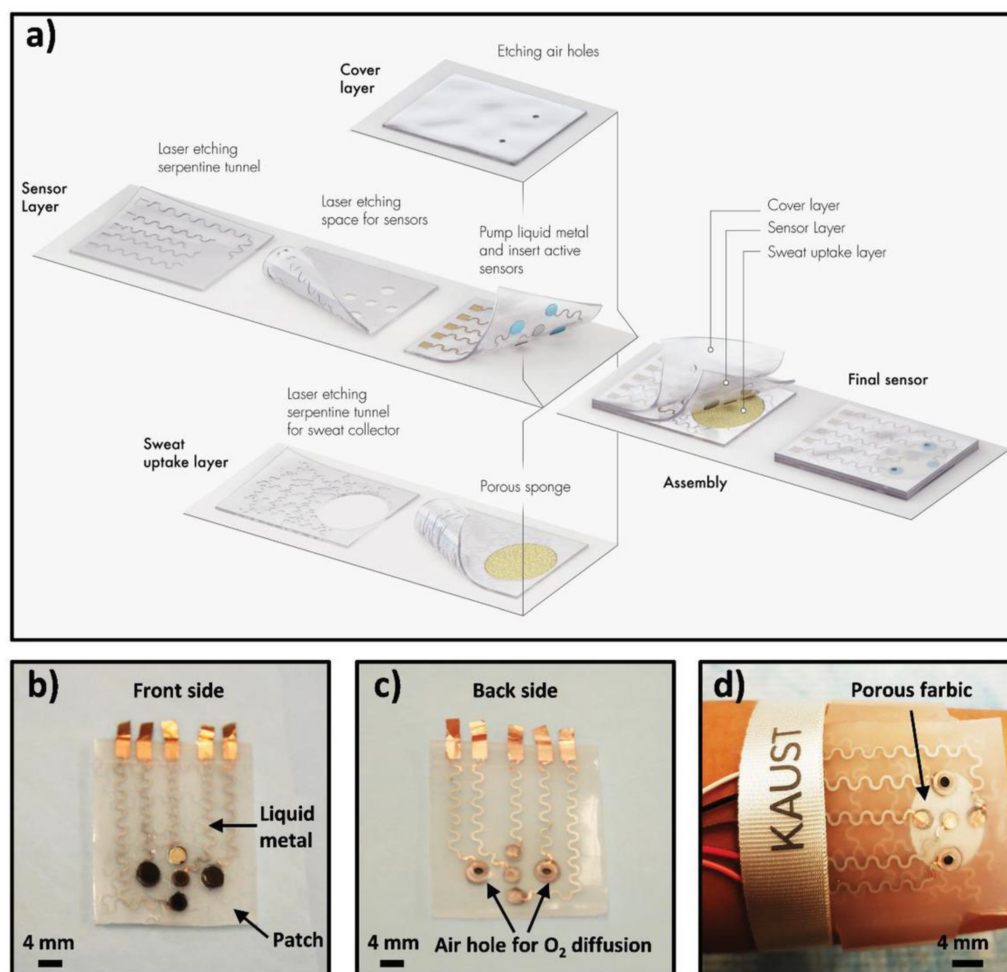 a)
Etching air holes
Cover
layer
Laser etching
serpentine tunnel
Sensor
Layer
Laser etching
space for sensors
Pump liquid metal
and insert active
sensors
Cover layer
Sensor Layer
Sweat uptake layer
Final sensor
Assembly
Laser etching
serpentine tunnel
for sweat collector
Sweat
uptake layer
Porous sponge
b)
Front side
Liquid
metal
Patch
4 mm
c)
Back side
Air hole for O₂ diffusion
4 mm
d)
Porous farbic
KAUST
4 mm